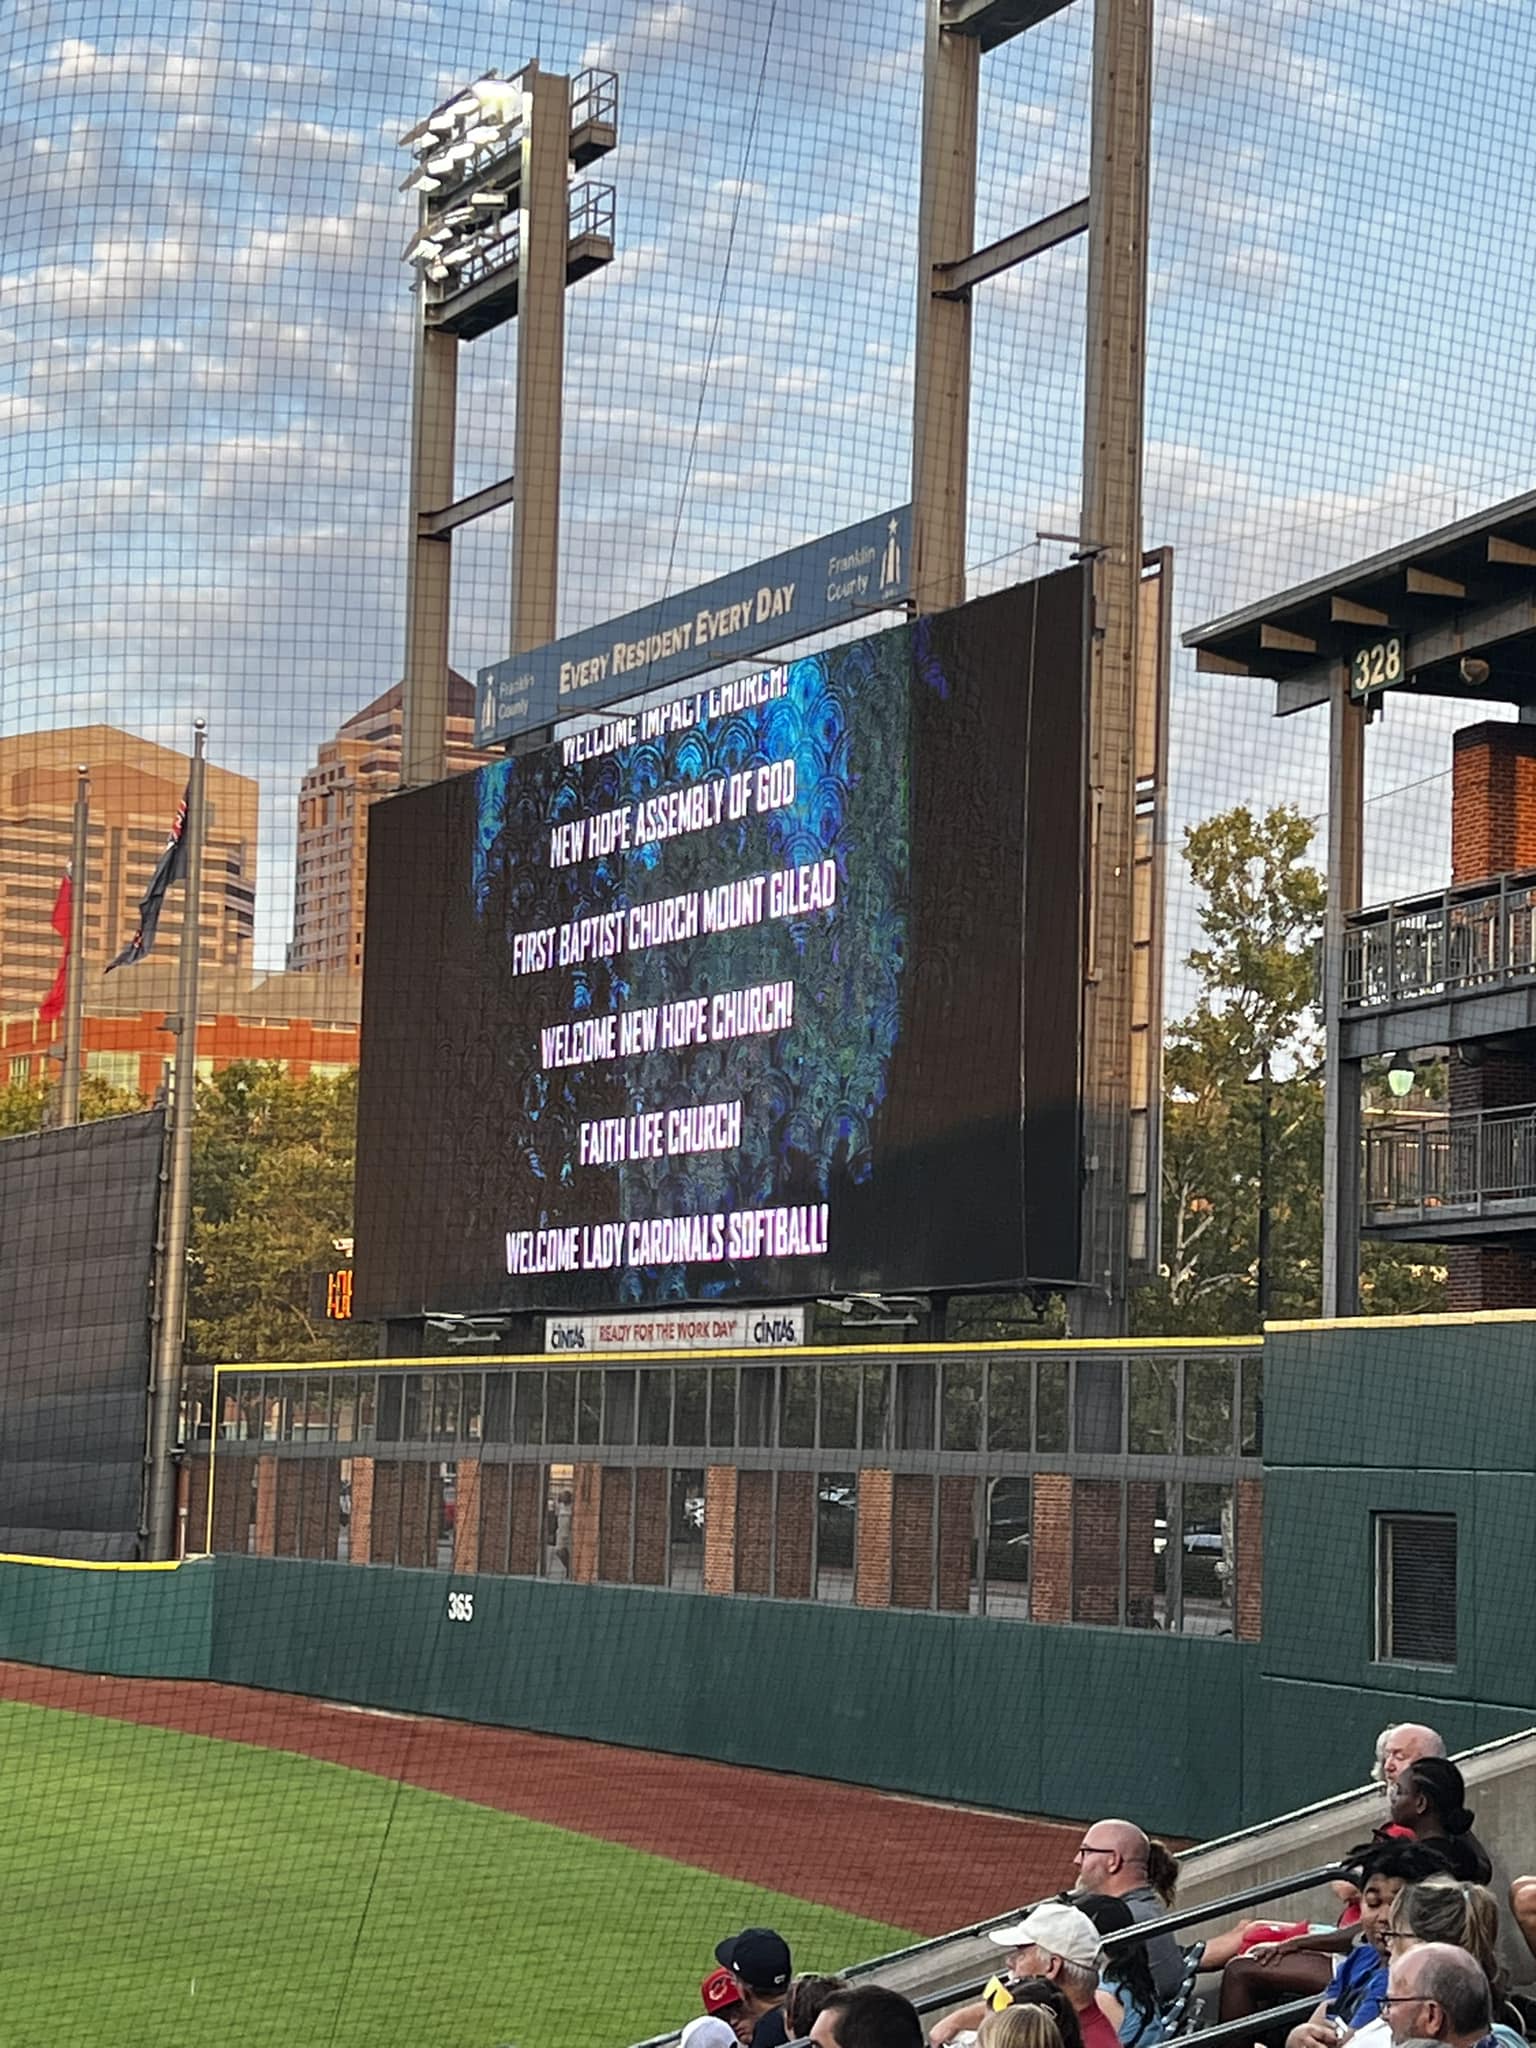 Franklin
County
EVERY RESIDENT EVERY DAY
Franklin
County
WELCOME IMPACT CHURCH!
NEW HOPE ASSEMBLY OF GOD
FIRST BAPTIST CHURCH MOUNT GILEAD
WELCOME NEW HOPE CHURCH!
FAITH LIFE CHURCH
WELCOME LADY CARDINALS SOFTBALL!
328
CINTAS READY FOR THE WORK DAY CINTAS
365